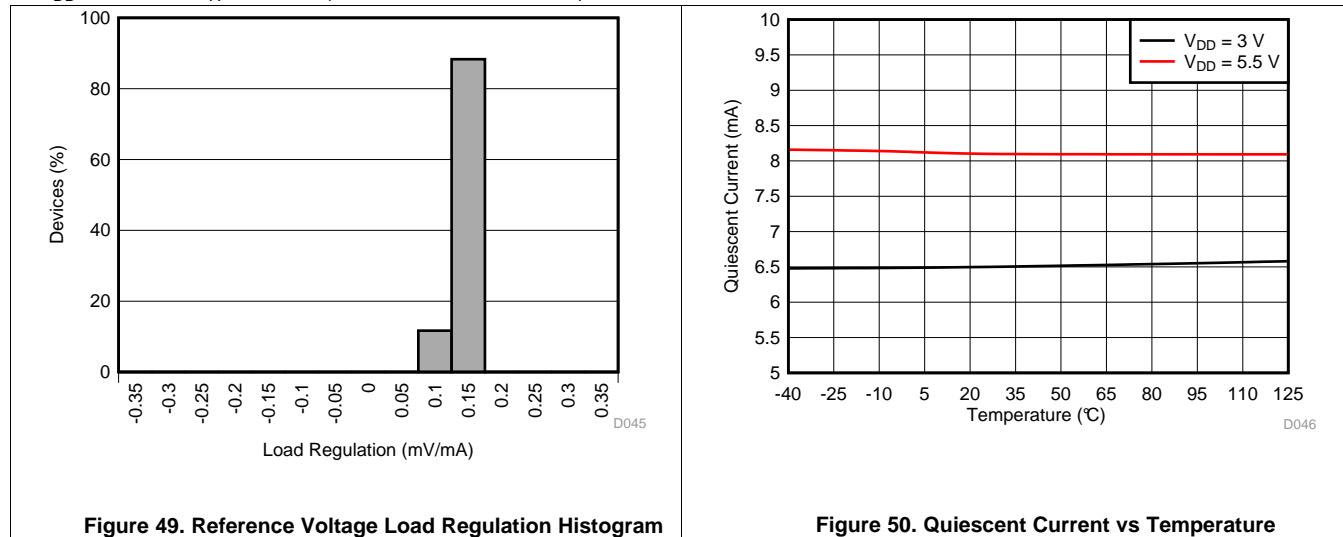 100
80
60
40
20
0
Devices (%)
-0.35
-0.3
-0.25
-0.2
-0.15
-0.1
-0.05
0
0.05
0.1
0.15
0.2
0.25
0.3
0.35
D045
Load Regulation (mV/mA)
Figure 49. Reference Voltage Load Regulation Histogram
10
9.5
9
8.5
8
7.5
7
6.5
6
5.5
5
Quiescent Current (mA)
VDD = 3 V
VDD = 5.5 V
-40 -25 -10 5 20 35 50 65 80 95 110 125
Temperature (°C)
D046
Figure 50. Quiescent Current vs Temperature